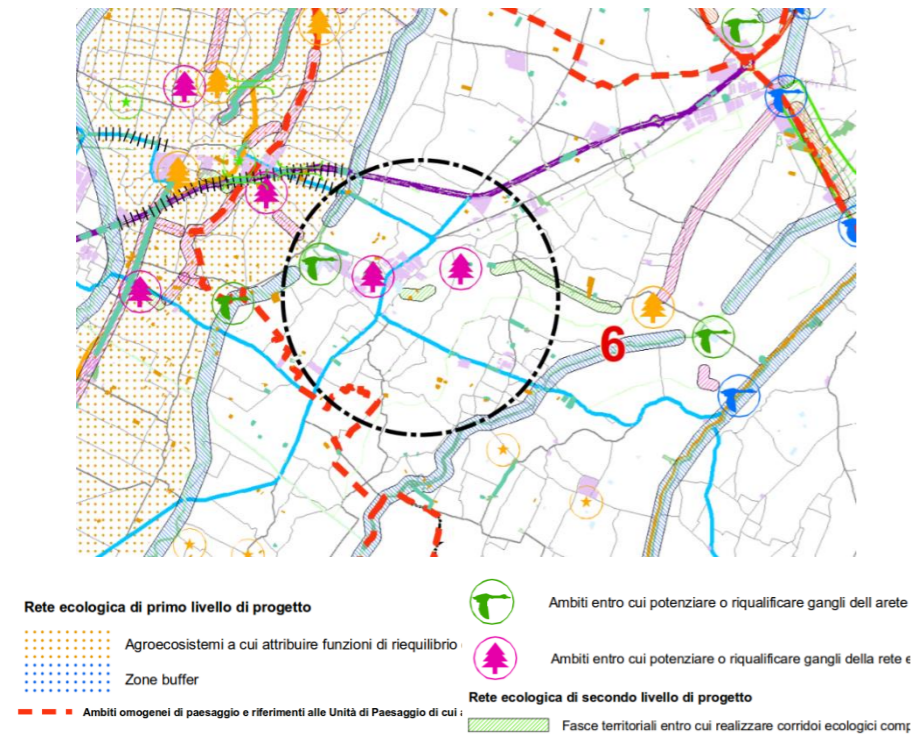 6
Rete ecologica di primo livello di progetto
Agroecosistemi a cui attribuire funzioni di riequilibrio
Zone buffer
Ambiti omogenei di paesaggio e riferimenti alle Unità di Paesaggio di cui
Ambiti entro cui potenziare o riqualificare gangli dell arete
Ambiti entro cui potenziare o riqualificare gangli della rete
Rete ecologica di secondo livello di progetto
Fasce territoriali entro cui realizzare corridoi ecologici comp